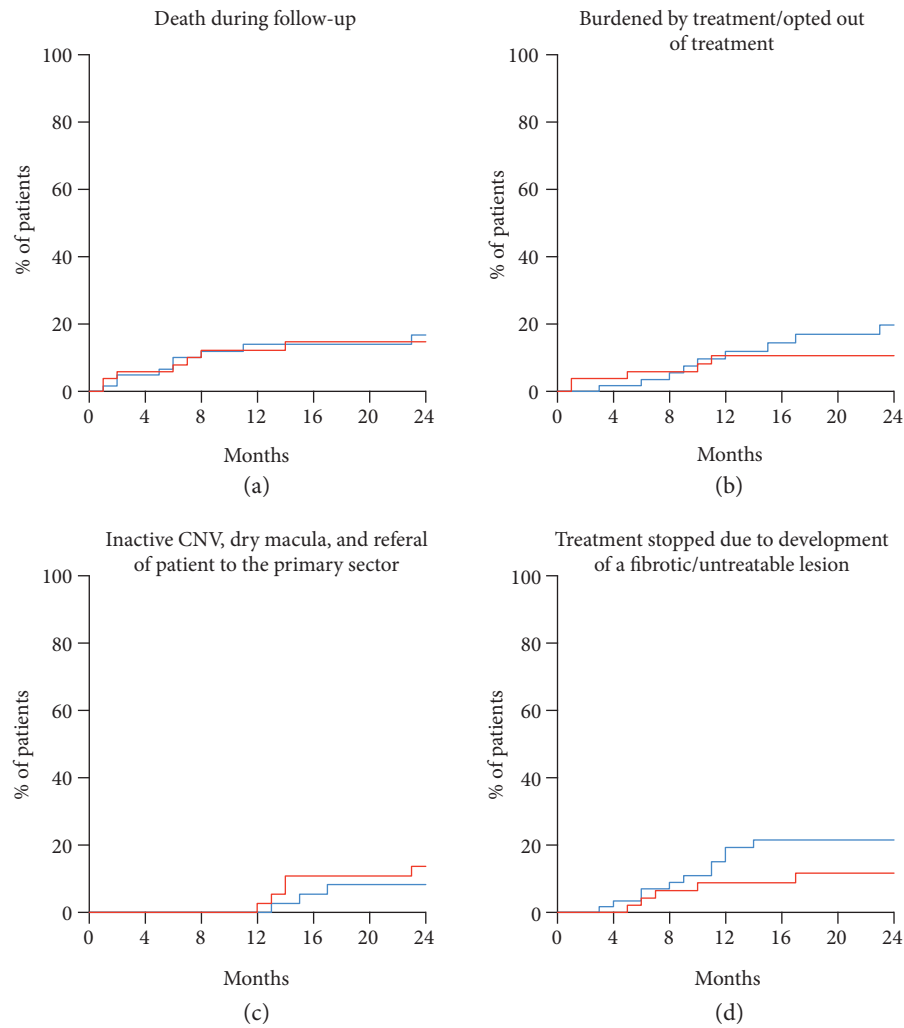 Death during follow-up
100
80
60
40
20
0
% of patients
0 4 8 12 16 20 24
Months
(a)
Burdened by treatment/opted out
of treatment
100
80
60
40
20
0
% of patients
0 4 8 12 16 20 24
Months
(b)
Inactive CNV, dry macula, and referal
of patient to the primary sector
100
80
60
40
20
0
% of patients
0 4 8 12 16 20 24
Months
(c)
Treatment stopped due to development
of a fibrotic/untreatable lesion
100
80
60
40
20
0
% of patients
0 4 8 12 16 20 24
Months
(d)